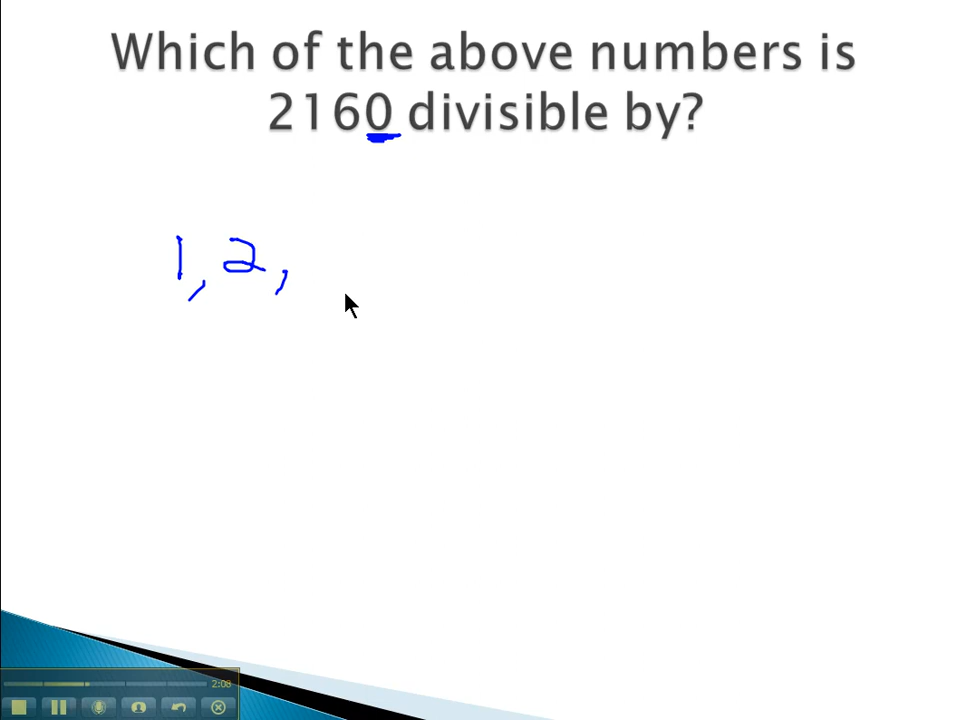 Which of the above numbers is
2160 divisible by?
1, 2,
2:08